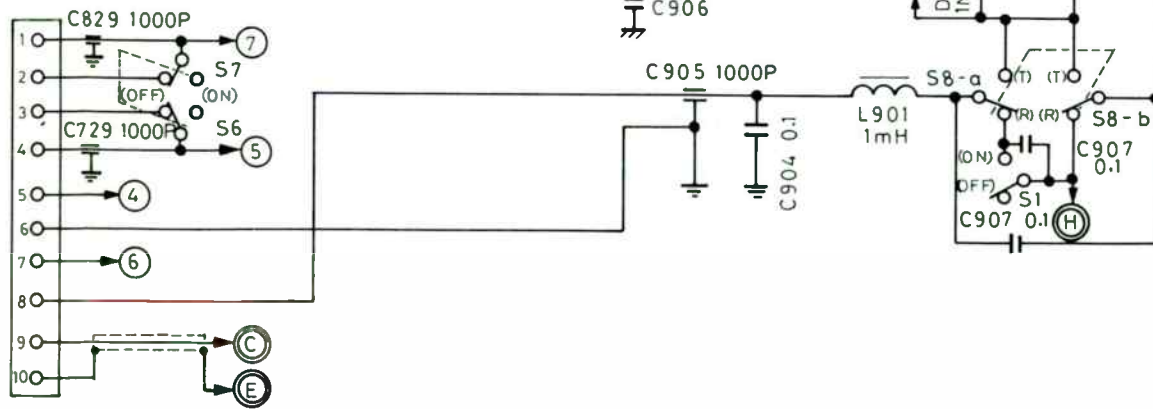 C829 1000P
C906
D
1N
1
7
2
S7
(OFF)
(ON)
3
S6
C729 1000P
4
5
5
4
6
7
6
8
9
C
10
E
C905 1000P
C904 0.1
L901
1mH
S8-a
(T)
(T)
(R)
(R)
S8-b
C907
0.1
(ON)
(OFF)
S1
C907 0.1
H